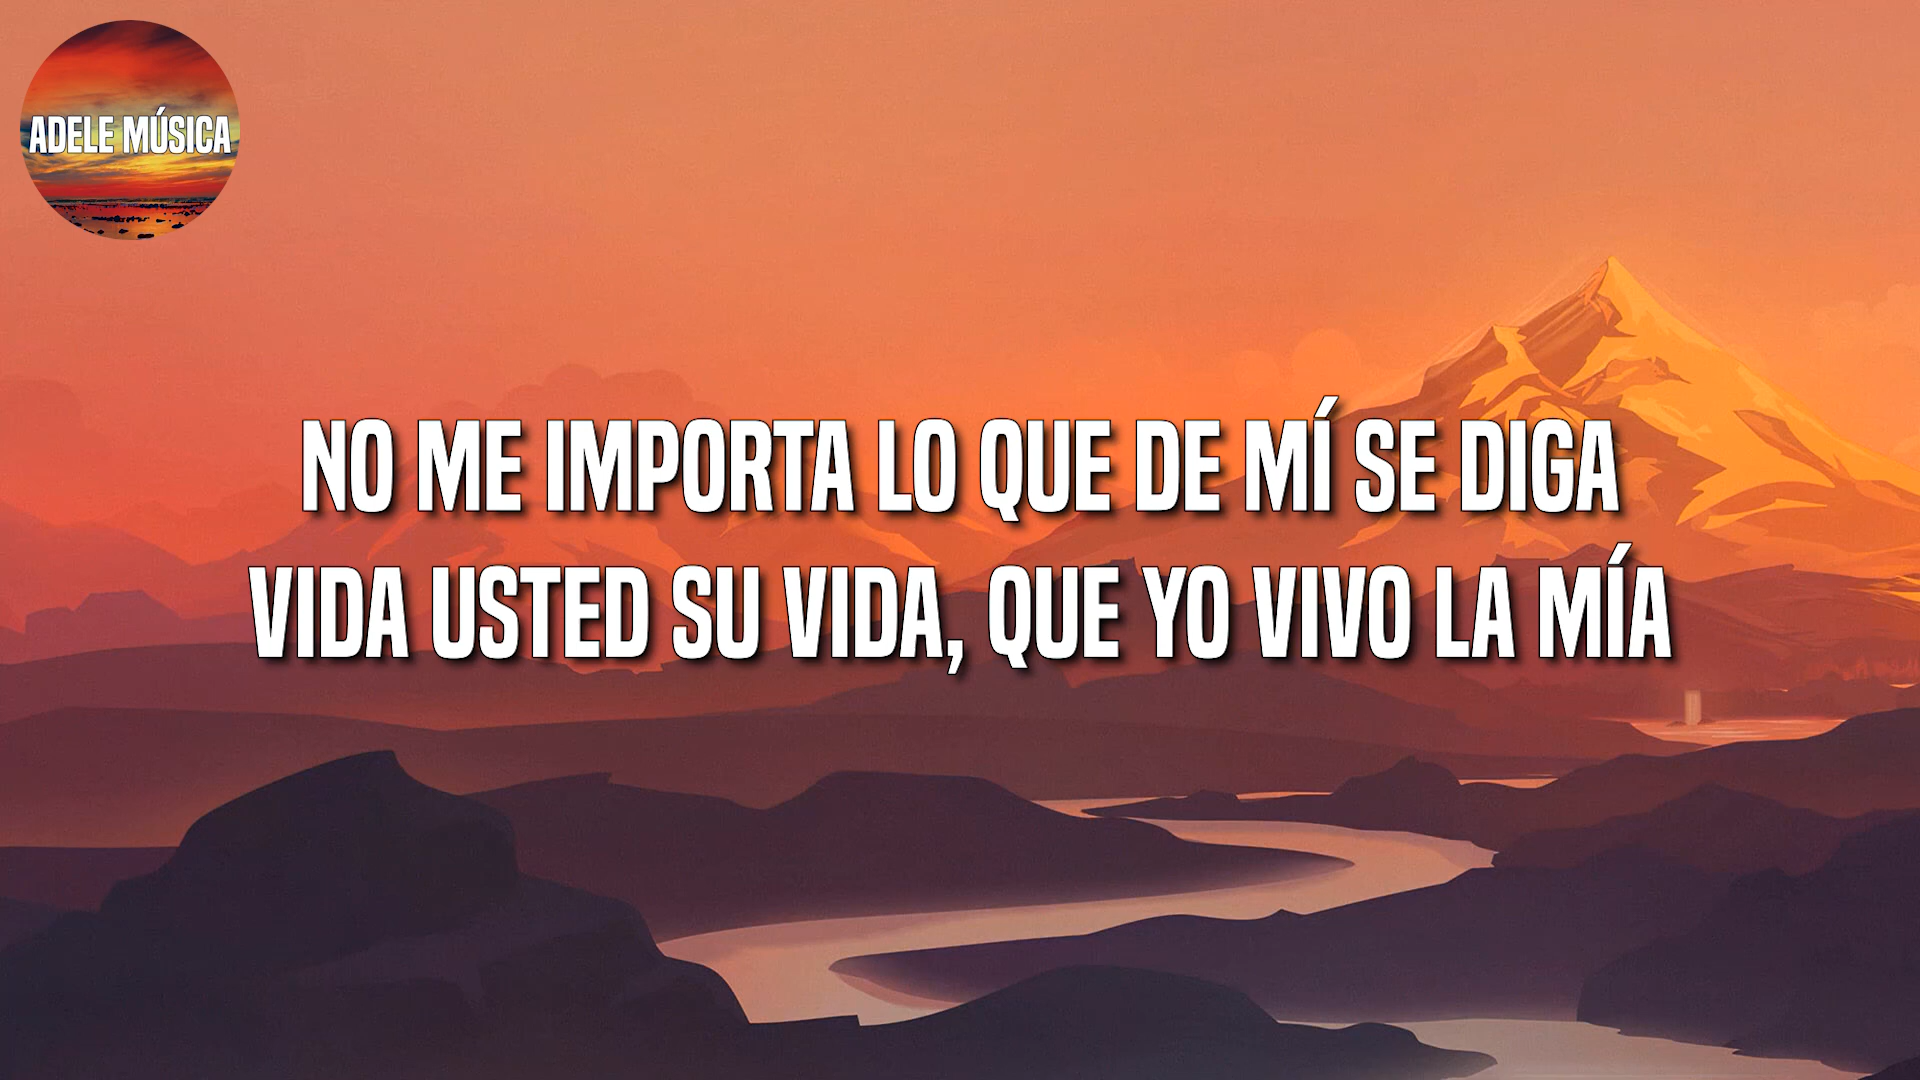 ADELE MÚSICA
NO ME IMPORTA LO QUE DE MÍ SE DIGA
VIDA USTED SU VIDA, QUE YO VIVO LA MÍA